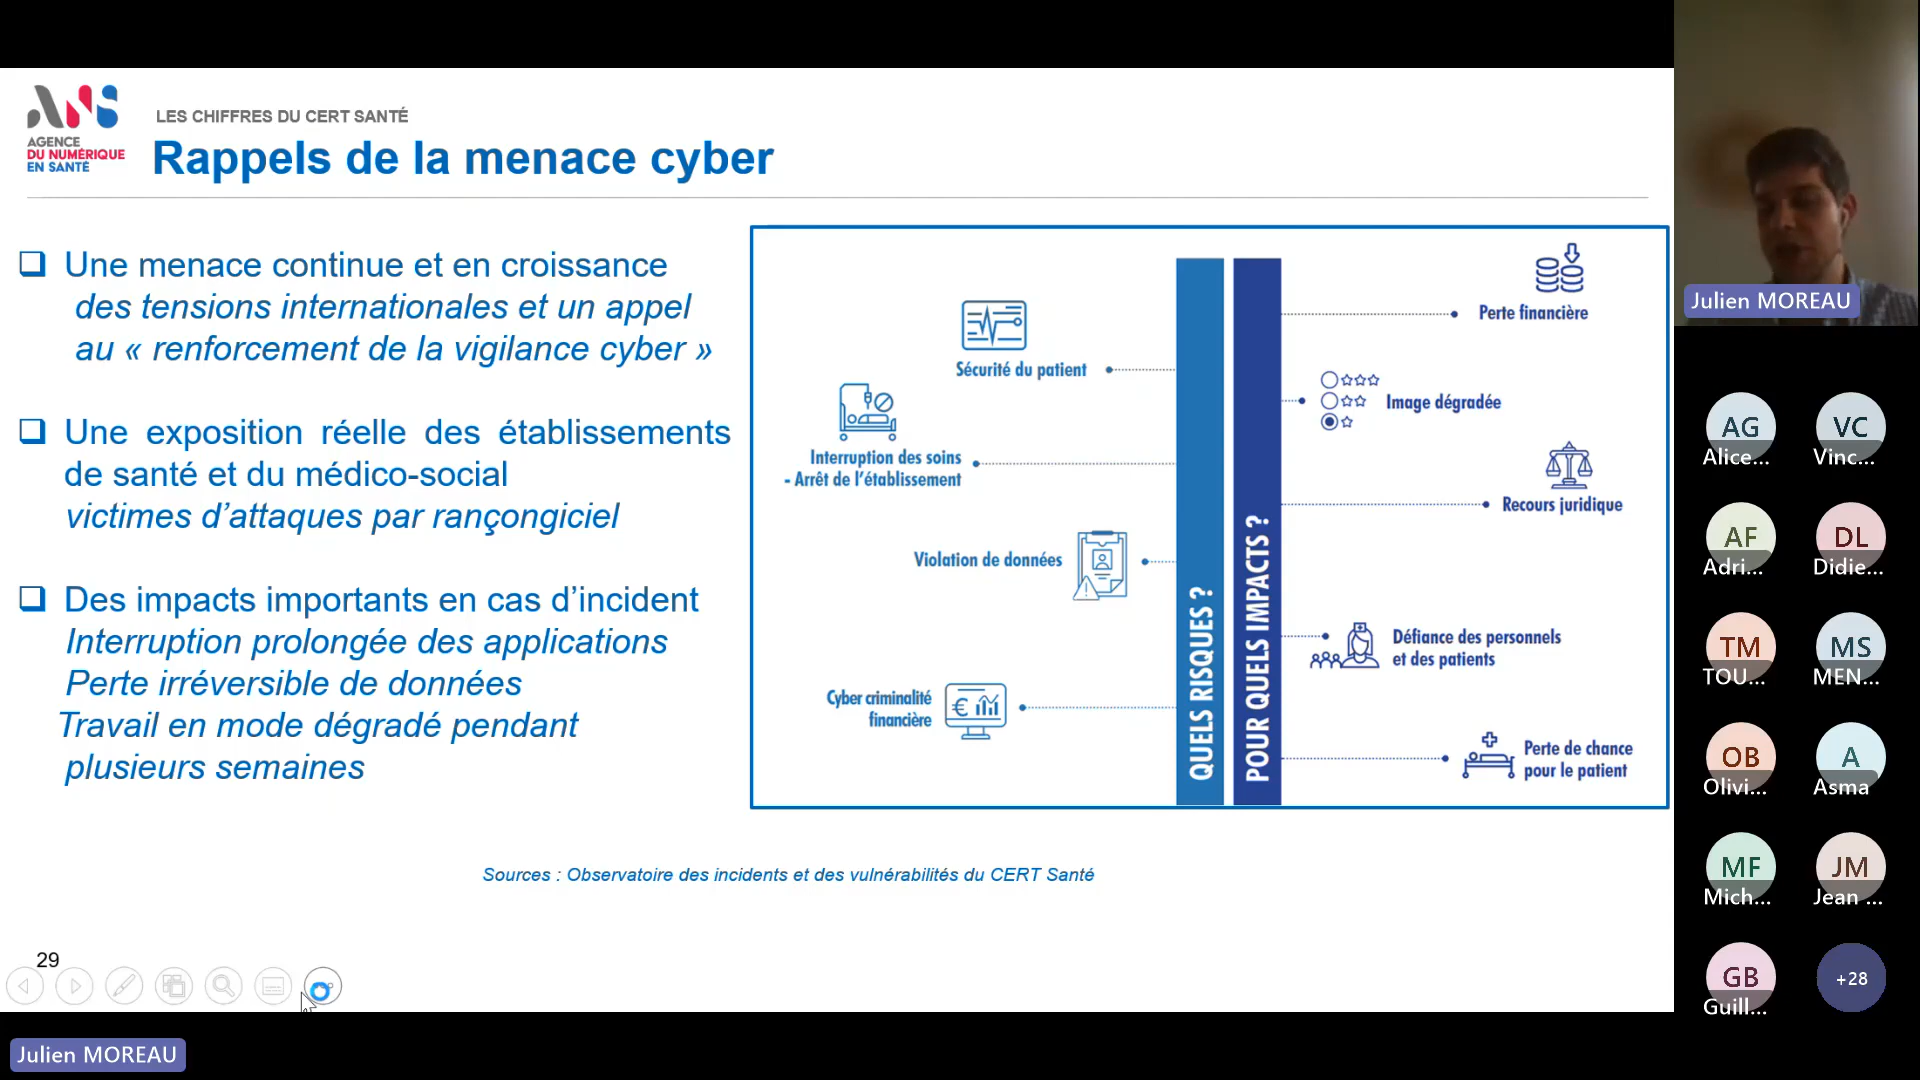 AGENCE
DU NUMÉRIQUE
EN SANTÉ
LES CHIFFRES DU CERT SANTÉ
Rappels de la menace cyber
Une menace continue et en croissance
des tensions internationales et un appel
au « renforcement de la vigilance cyber »
Une exposition réelle des établissements
de santé et du médico-social
victimes d’attaques par rançongiciel
Des impacts importants en cas d’incident
Interruption prolongée des applications
Perte irréversible de données
Travail en mode dégradé pendant
plusieurs semaines
Sécurité du patient
Interruption des soins
- Arrêt de l’établissement
Violation de données
Cyber criminalité
financière
QUELS RISQUES ?
POUR QUELS IMPACTS ?
Perte financière
Image dégradée
Recours juridique
Défiance des personnels
et des patients
Perte de chance
pour le patient
Sources : Observatoire des incidents et des vulnérabilités du CERT Santé
29
Julien MOREAU
Julien MOREAU
AG
Alice...
VC
Vinc...
AF
Adri...
DL
Didie...
TM
TOU...
MS
MEN...
OB
Olivi...
A
Asma
MF
Mich...
JM
Jean ...
GB
Guill...
+28